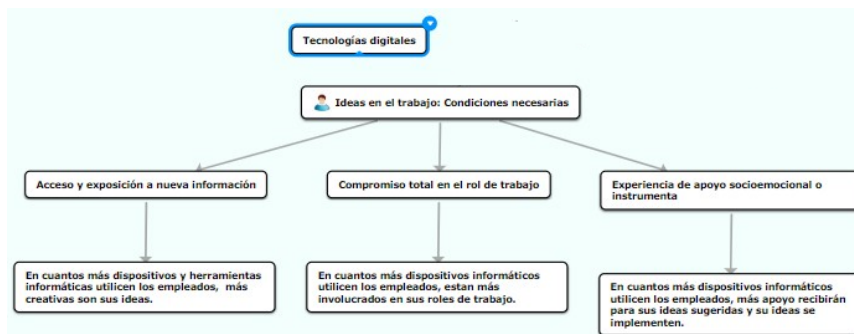 Tecnologías digitales
Ideas en el trabajo: Condiciones necesarias
Acceso y exposición a nueva información
Compromiso total en el rol de trabajo
Experiencia de apoyo socioemocional o
instrumenta
En cuantos más dispositivos y herramientas
informáticas utilicen los empleados, más
creativas son sus ideas.
En cuantos más dispositivos informáticos
utilicen los empleados, estan más
involucrados en sus roles de trabajo.
En cuantos más dispositivos informáticos
utilicen los empleados, más apoyo recibirán
para sus ideas sugeridas y su ideas se
implementen.